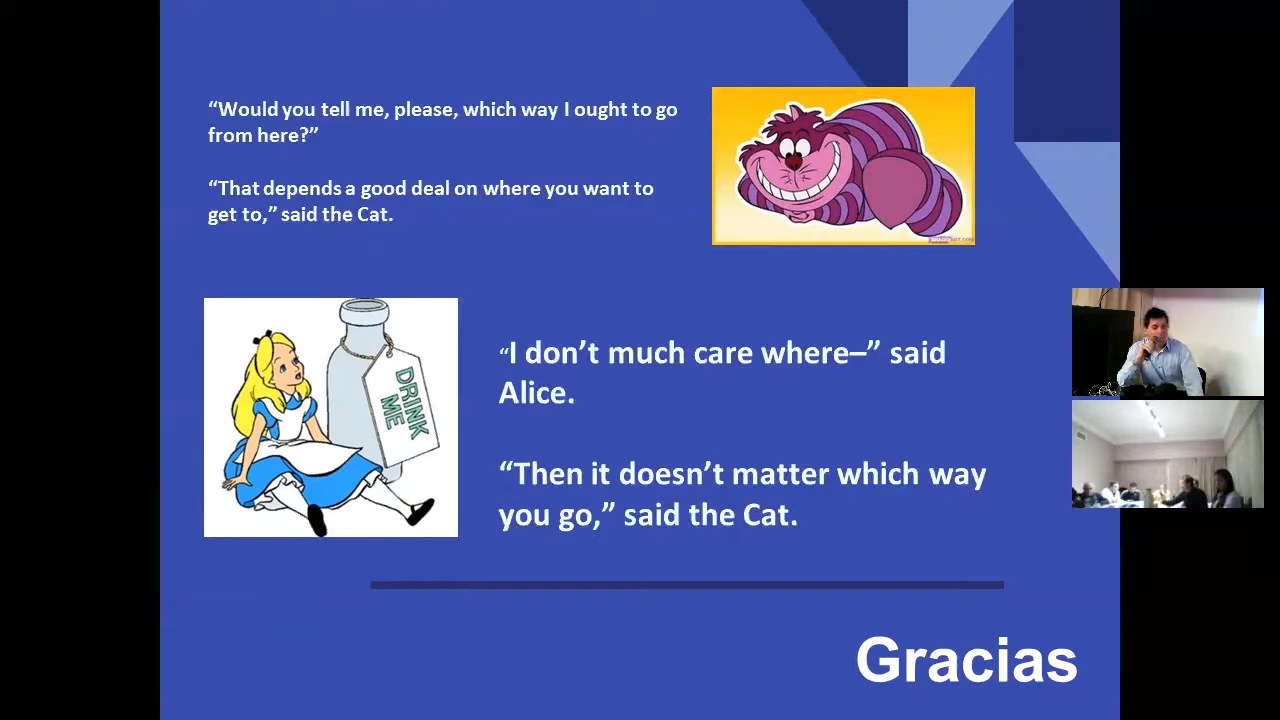 “Would you tell me, please, which way I ought to go
from here?”
“That depends a good deal on where you want to
get to,” said the Cat.
DRINK
ME
“I don’t much care where–” said
Alice.
“Then it doesn’t matter which way
you go,” said the Cat.
Gracias